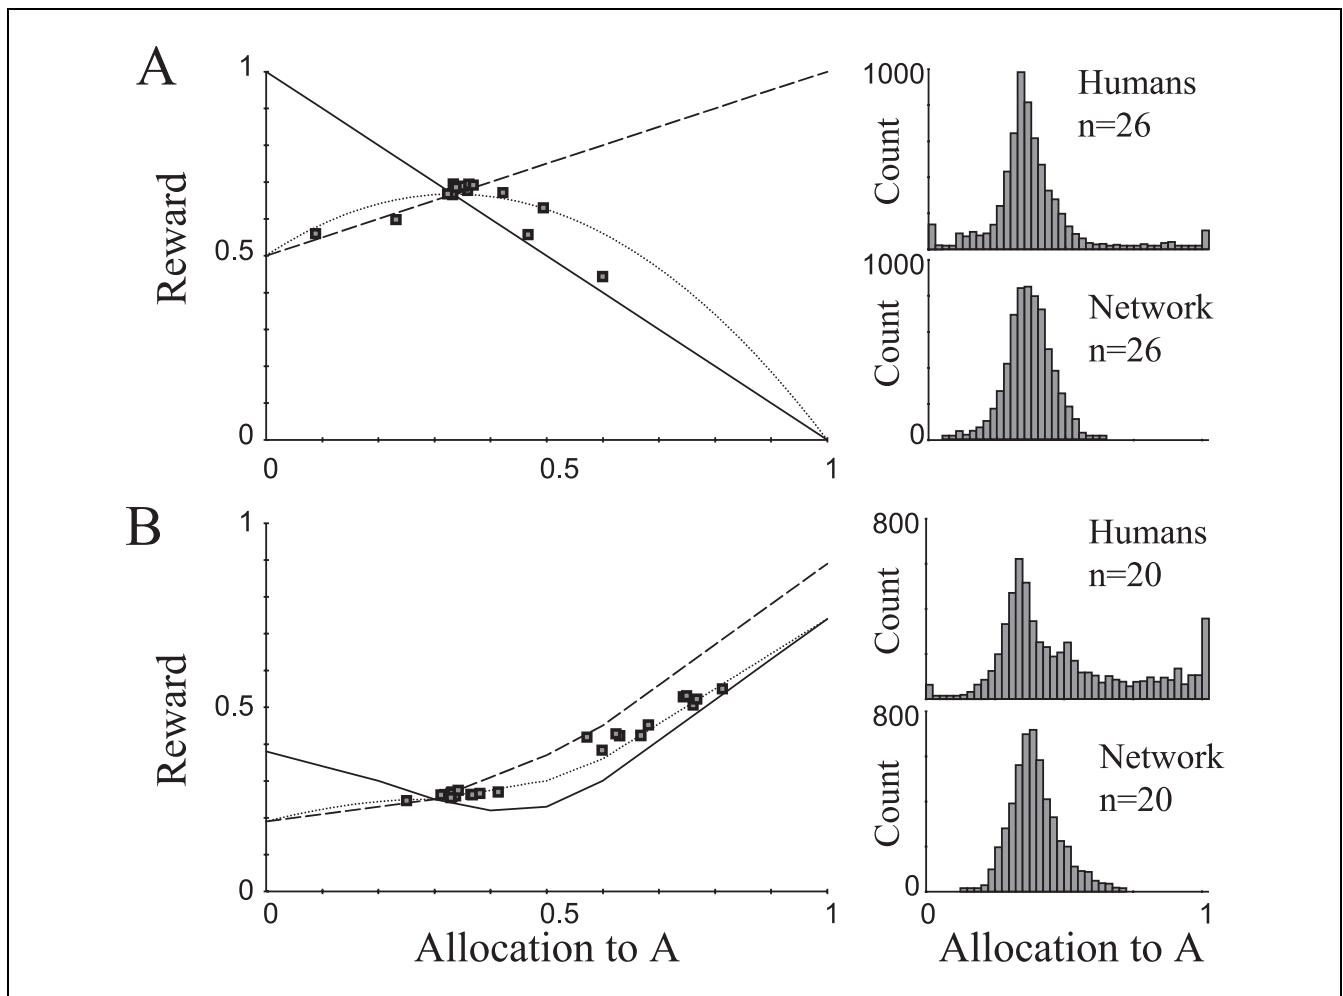 A
1
Reward
0.5
0
0
0.5
1
1000
Count
Humans
n=26
1000
Count
Network
n=26
0
B
1
Reward
0.5
0
0
0.5
1
Allocation to A
800
Count
Humans
n=20
800
Count
Network
n=20
0
0
1
Allocation to A